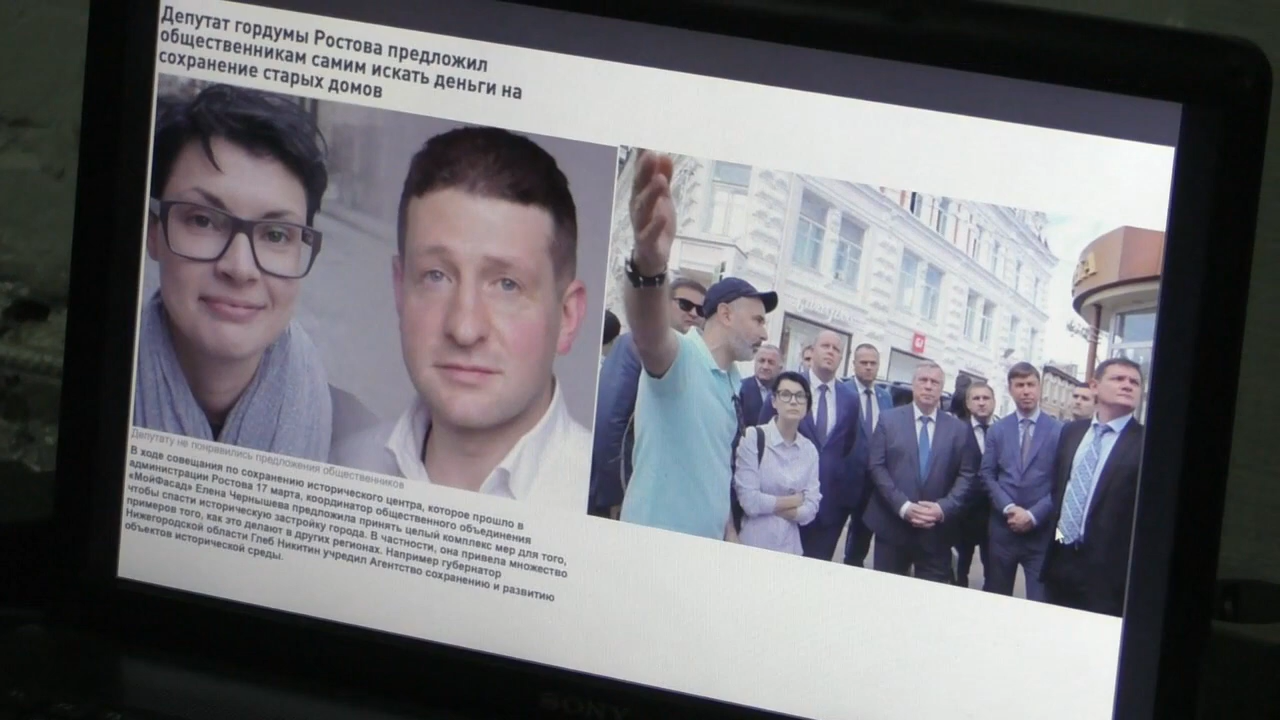 Депутат гордумы Ростова предложил
общественникам самим искать деньги на
сохранение старых домов
Депутату не понравились предложения общественников
В ходе совещания по сохранению исторического центра, которое прошло в
администрации Ростова 17 марта, координатор общественного объединения
«МойФасад» Елена Чернышева предложила принять целый комплекс мер для того,
чтобы спасти историческую застройку города. В частности, она привела множество
примеров того, как это делают в других регионах. Например губернатор
Нижегородской области Глеб Никитин учредил Агентство сохранению и развитию
объектов исторической среды.
SONY